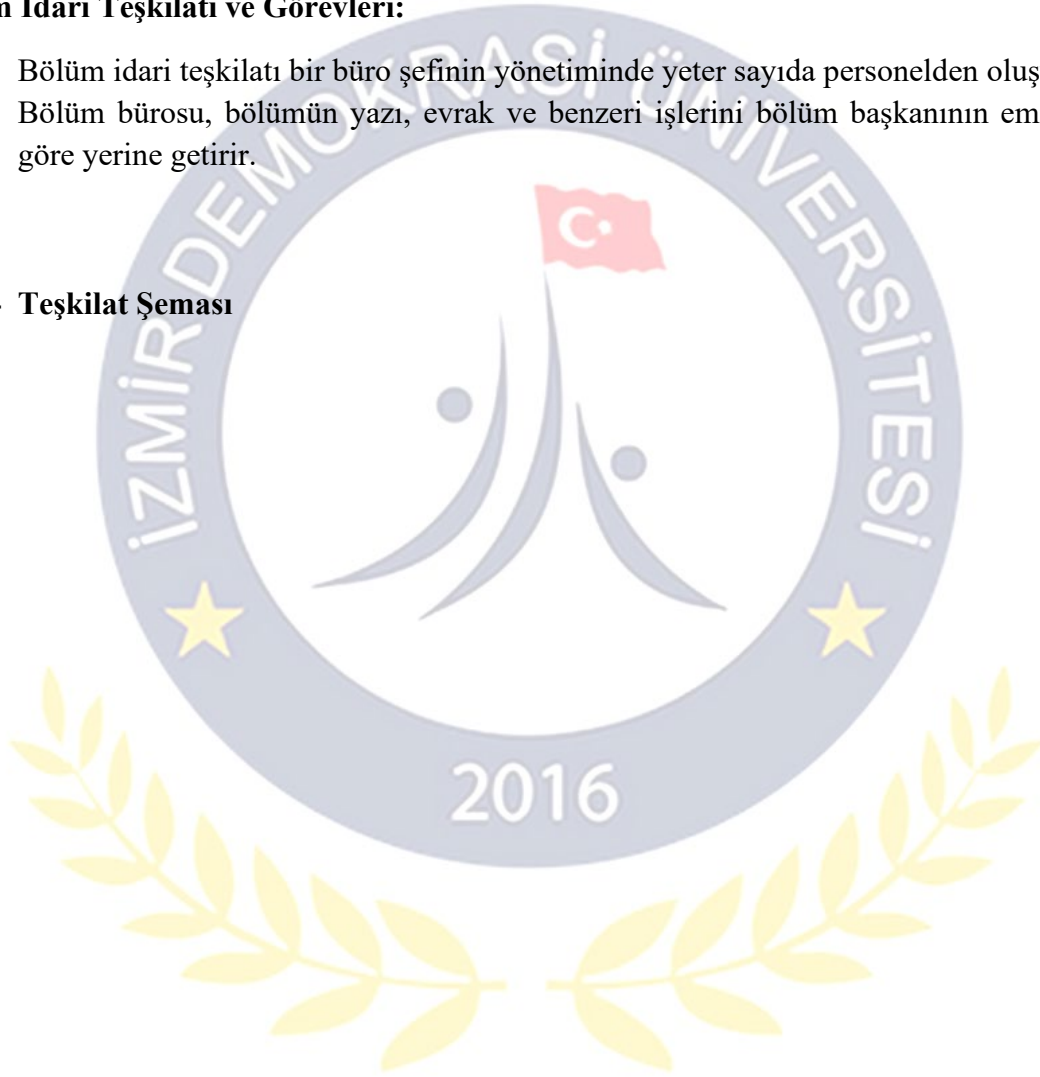 m İdari Teşkilatı ve Görevleri:
Bölüm idari teşkilatı bir büro şefinin yönetiminde yeter sayıda personelden oluş
Bölüm bürosu, bölümün yazı, evrak ve benzeri işlerini bölüm başkanının em
göre yerine getirir.
Teşkilat Şeması
İZMİR DEMOKRASİ ÜNİVERSİTESİ
2016